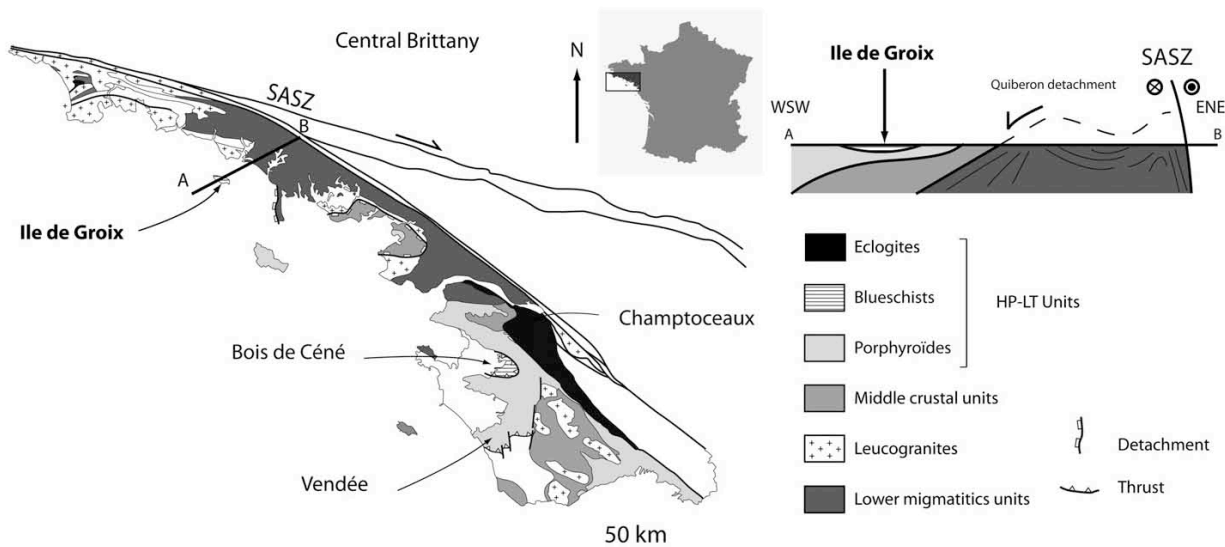 Central Brittany
N
SASZ
B
A
Ile de Groix
Champtoceaux
Bois de Céné
Vendée
50 km
Ile de Groix
SASZ
Quiberon detachment
WSW
ENE
A
B
Eclogites
Blueschists
HP-LT Units
Porphyroïdes
Middle crustal units
Leucogranites
Detachment
Lower migmatitics units
Thrust